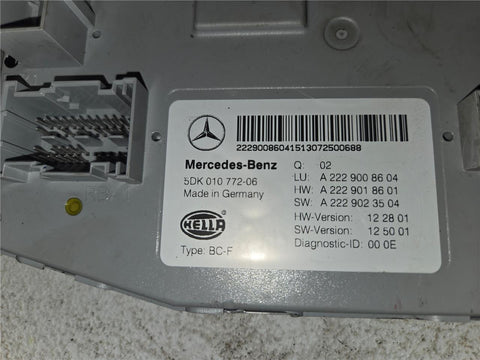 22290086041513072500688
Mercedes-Benz
Q: 02
5DK 010 772-06
LU: A 222 900 86 04
Made in Germany
HW: A 222 901 86 01
SW: A 222 902 35 04
HELLA
HW-Version: 12 28 01
SW-Version: 12 50 01
Type: BC-F
Diagnostic-ID: 00 0E